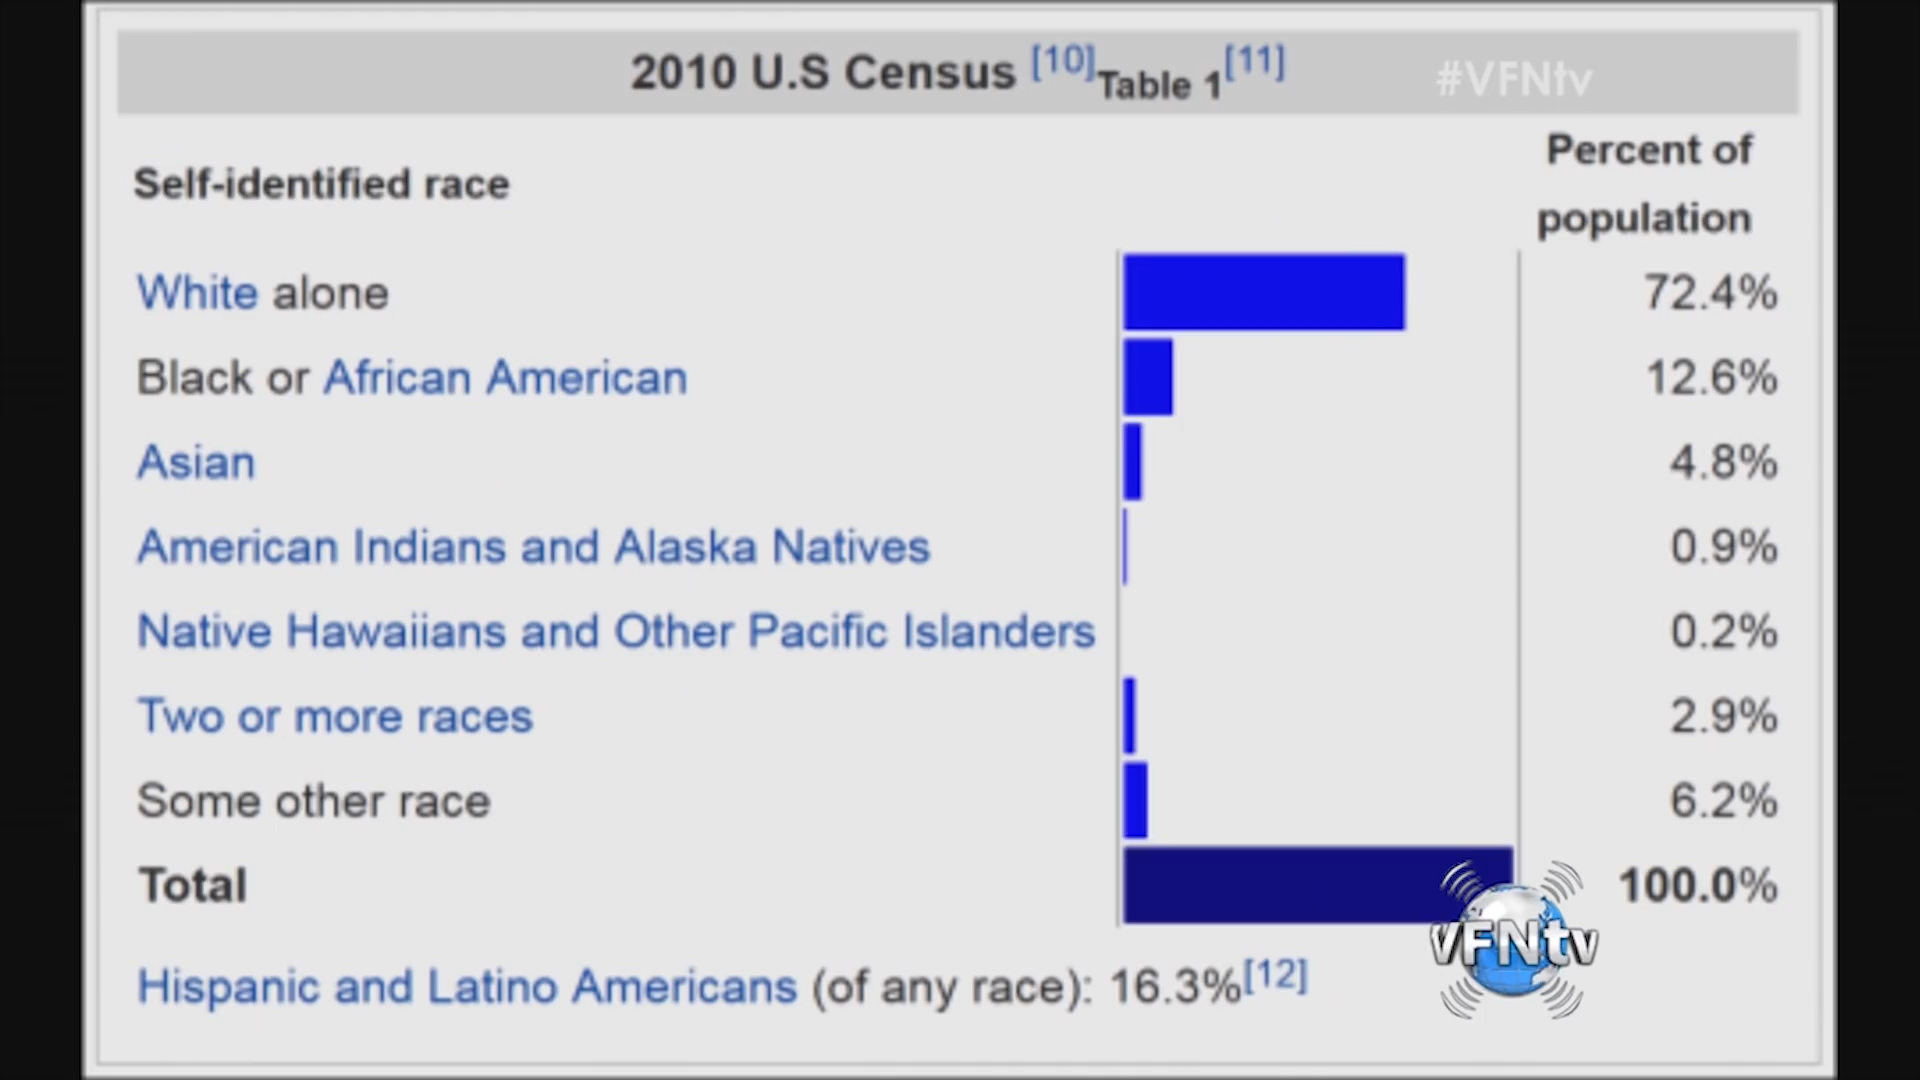 2010 U.S Census [10]Table 1[11]
#VFNtv
Self-identified race
Percent of
population
White alone 72.4%
Black or African American 12.6%
Asian 4.8%
American Indians and Alaska Natives 0.9%
Native Hawaiians and Other Pacific Islanders 0.2%
Two or more races 2.9%
Some other race 6.2%
Total 100.0%
VFNtv
Hispanic and Latino Americans (of any race): 16.3%[12]